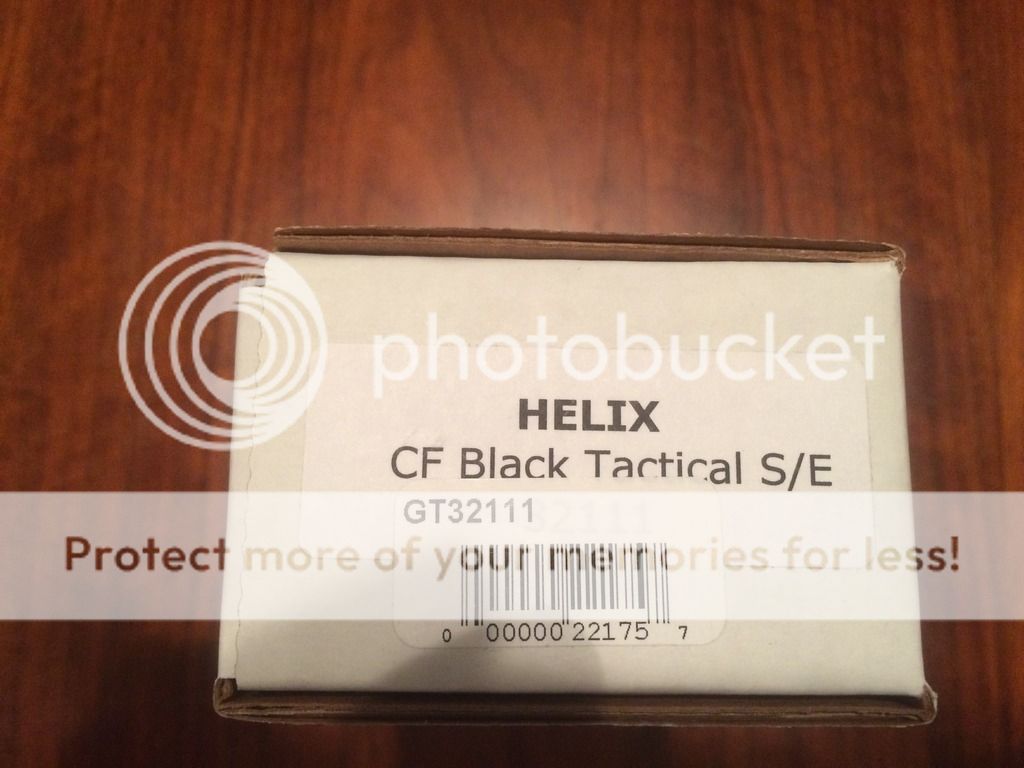 photobucket
HELIX
CF Black Tactical S/E
GT32111
Protect more of your memories for less!
0 00000 22175 7